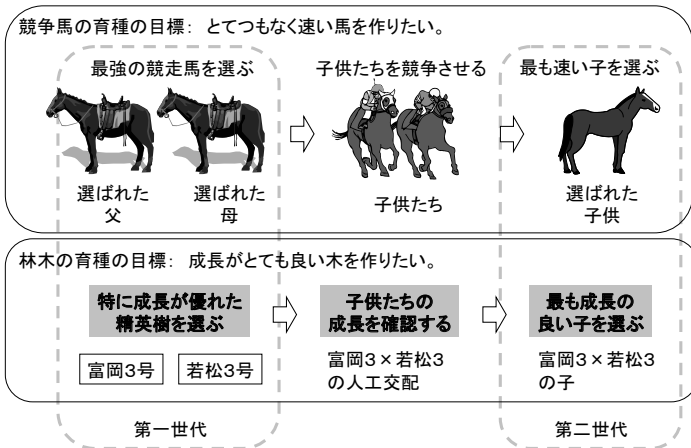 競争馬の育種の目標： とてつもなく速い馬を作りたい。
最強の競走馬を選ぶ
子供たちを競争させる
最も速い子を選ぶ
選ばれた
父
選ばれた
母
子供たち
選ばれた
子供
林木の育種の目標： 成長がとても良い木を作りたい。
特に成長が優れた
精英樹を選ぶ
子供たちの
成長を確認する
最も成長の
良い子を選ぶ
富岡3号
若松3号
富岡3×若松3
の人工交配
富岡3×若松3
の子
第一世代
第二世代